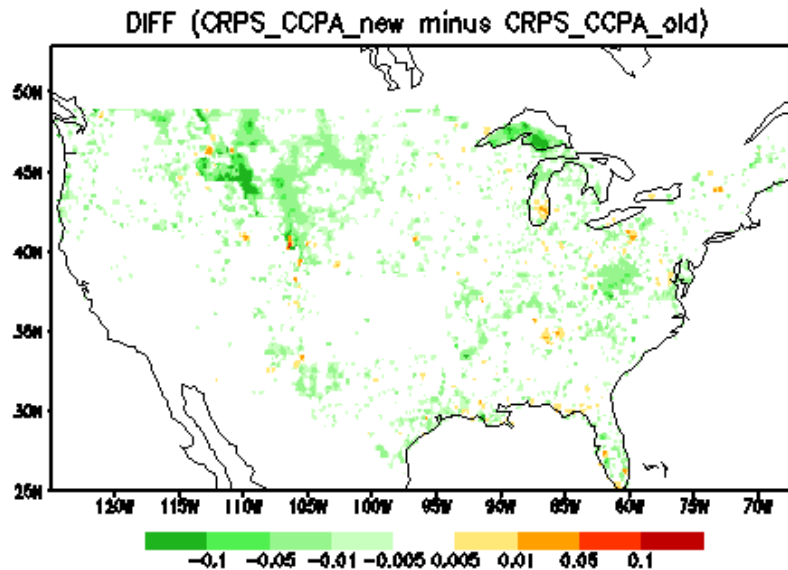 DIFF (CRPS_CCPA_new minus CRPS_CCPA_old)
50N
45N
40N
35N
30N
25N
120W 115W 110W 105W 100W 95W 90W 85W 80W 75W 70W
-0.1 -0.05 -0.01 -0.005 0.005 0.01 0.05 0.1